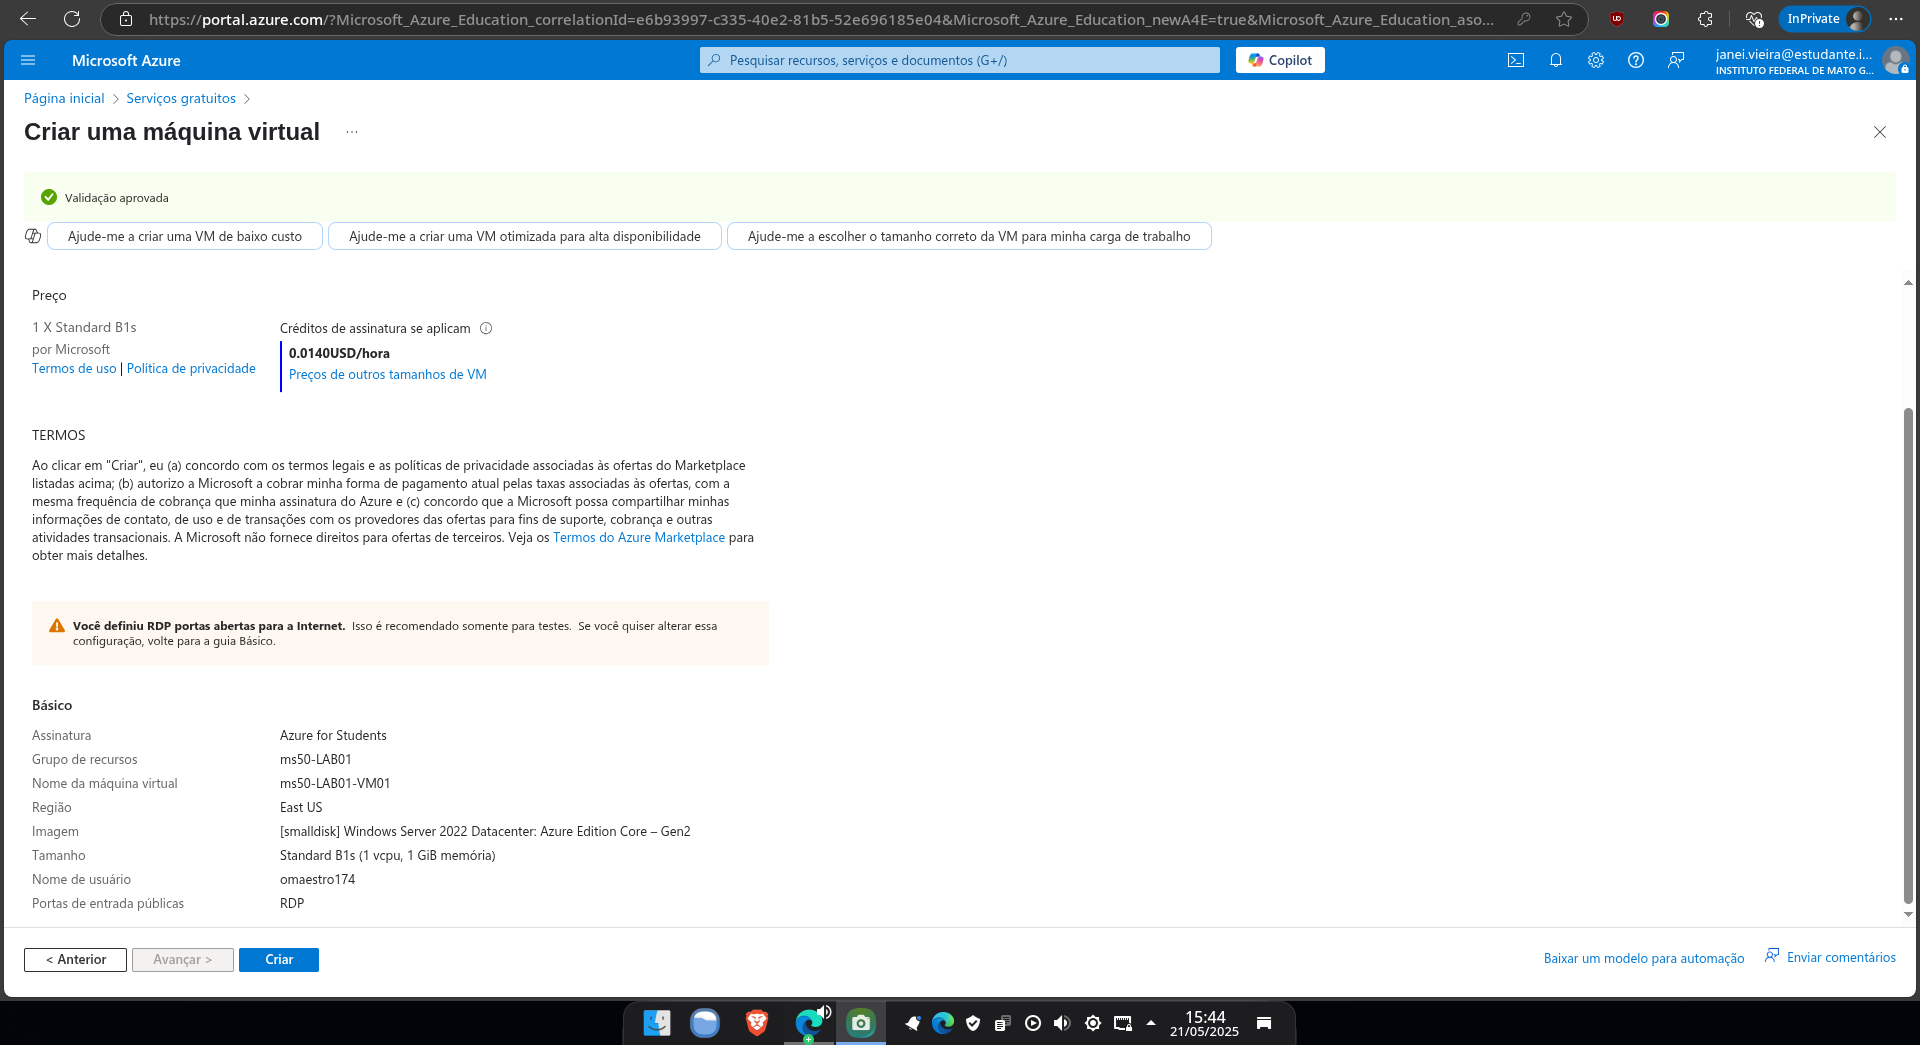 https://portal.azure.com/?Microsoft_Azure_Education_correlationId=e6b93997-c335-40e2-81b5-52e696185e04&Microsoft_Azure_Education_newA4E=true&Microsoft_Azure_Education_aso...
InPrivate
Microsoft Azure
Pesquisar recursos, serviços e documentos (G+/)
Copilot
janei.vieira@estudante.i...
INSTITUTO FEDERAL DE MATO G...
Página inicial > Serviços gratuitos >
Criar uma máquina virtual ...
Validação aprovada
Ajude-me a criar uma VM de baixo custo
Ajude-me a criar uma VM otimizada para alta disponibilidade
Ajude-me a escolher o tamanho correto da VM para minha carga de trabalho
Preço
1 X Standard B1s
por Microsoft
Termos de uso | Política de privacidade
Créditos de assinatura se aplicam
0.0140USD/hora
Preços de outros tamanhos de VM
TERMOS
Ao clicar em "Criar", eu (a) concordo com os termos legais e as políticas de privacidade associadas às ofertas do Marketplace
listadas acima; (b) autorizo a Microsoft a cobrar minha forma de pagamento atual pelas taxas associadas às ofertas, com a
mesma frequência de cobrança que minha assinatura do Azure e (c) concordo que a Microsoft possa compartilhar minhas
informações de contato, de uso e de transações com os provedores das ofertas para fins de suporte, cobrança e outras
atividades transacionais. A Microsoft não fornece direitos para ofertas de terceiros. Veja os Termos do Azure Marketplace para
obter mais detalhes.
Você definiu RDP portas abertas para a Internet. Isso é recomendado somente para testes. Se você quiser alterar essa
configuração, volte para a guia Básico.
Básico
Assinatura Azure for Students
Grupo de recursos ms50-LAB01
Nome da máquina virtual ms50-LAB01-VM01
Região East US
Imagem [smalldisk] Windows Server 2022 Datacenter: Azure Edition Core – Gen2
Tamanho Standard B1s (1 vcpu, 1 GiB memória)
Nome de usuário omaestro174
Portas de entrada públicas RDP
< Anterior
Avançar >
Criar
Baixar um modelo para automação
Enviar comentários
15:44
21/05/2025